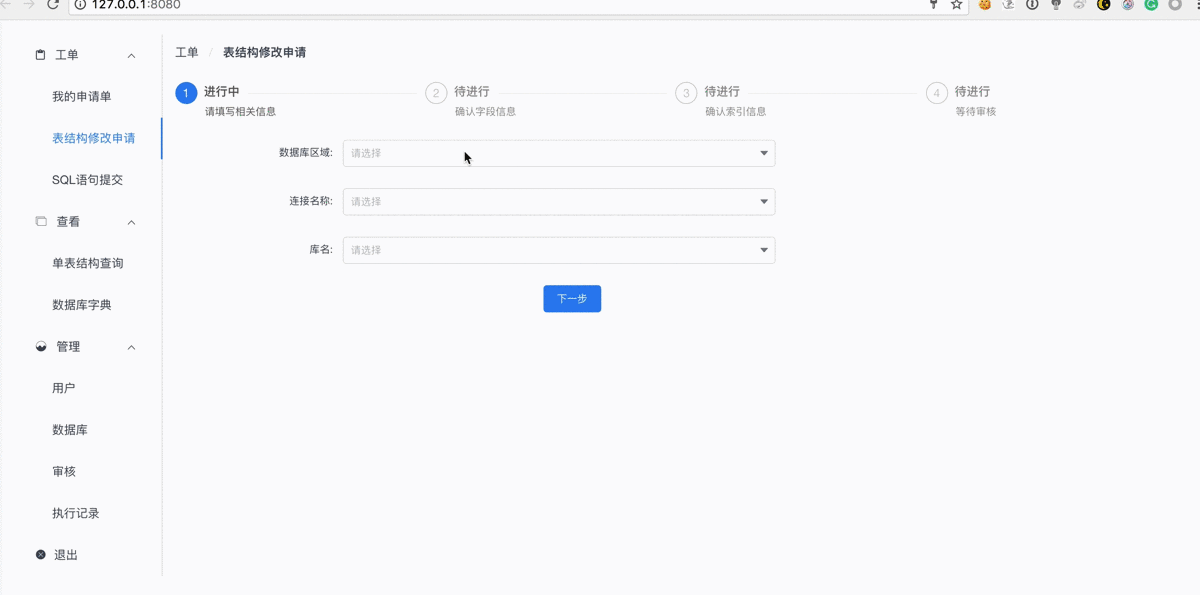 127.0.0.1:8080
工单
我的申请单
表结构修改申请
SQL语句提交
查看
单表结构查询
数据库字典
管理
用户
数据库
审核
执行记录
退出
工单 / 表结构修改申请
1 进行中
请填写相关信息
2 待进行
确认字段信息
3 待进行
确认索引信息
4 待进行
等待审核
数据库区域: 请选择
连接名称: 请选择
库名: 请选择
下一步